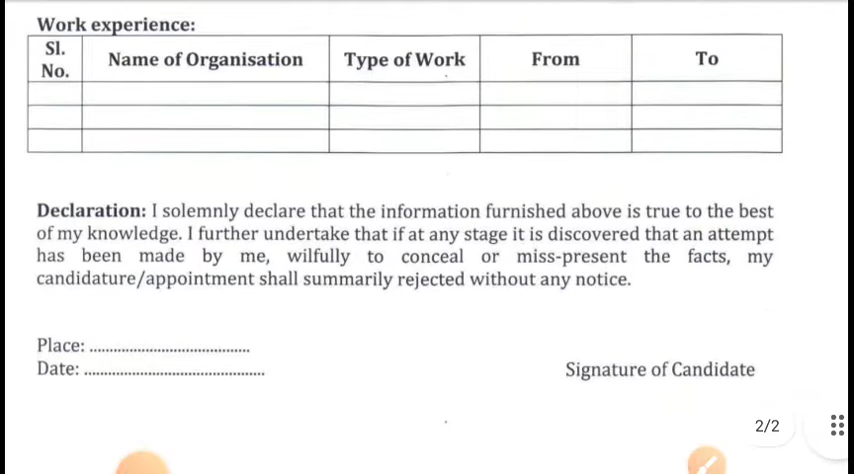 Work experience:
Sl. No. Name of Organisation Type of Work From To
Declaration: I solemnly declare that the information furnished above is true to the best
of my knowledge. I further undertake that if at any stage it is discovered that an attempt
has been made by me, wilfully to conceal or miss-present the facts, my
candidature/appointment shall summarily rejected without any notice.
Place: ........................................
Date: .............................................
Signature of Candidate
2/2